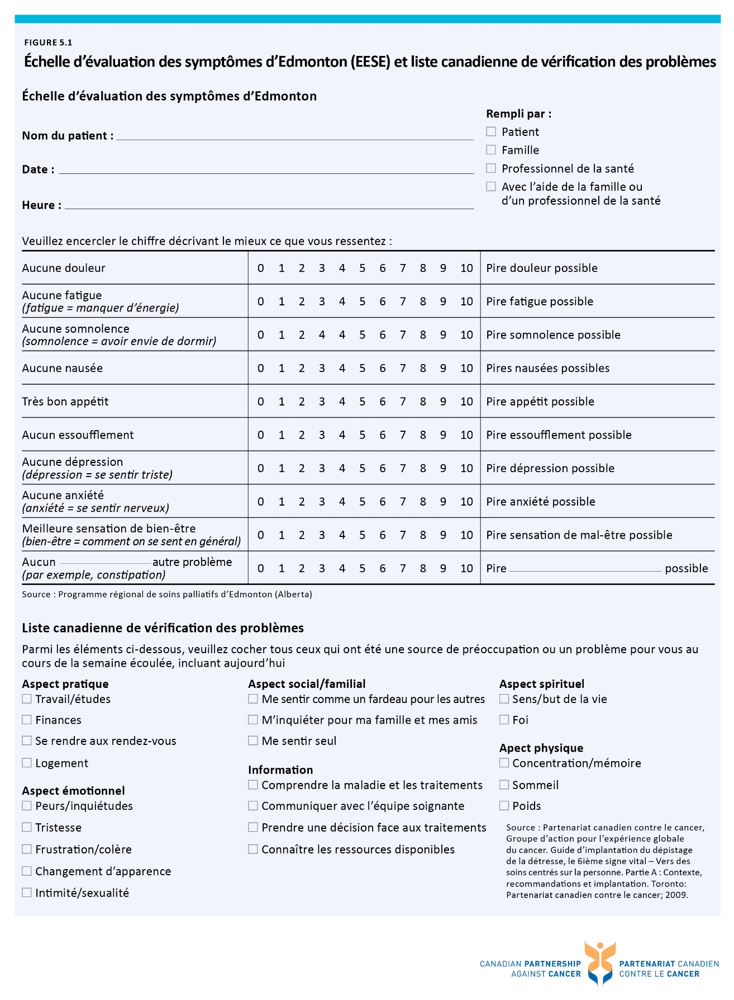 FIGURE 5.1
Échelle d’évaluation des symptômes d’Edmonton (EESE) et liste canadienne de vérification des problèmes
Échelle d’évaluation des symptômes d’Edmonton
Nom du patient :
Date :
Heure :
Rempli par :
Patient
Famille
Professionnel de la santé
Avec l’aide de la famille ou
d’un professionnel de la santé
Veuillez encercler le chiffre décrivant le mieux ce que vous ressentez :
Aucune douleur 0 1 2 3 4 5 6 7 8 9 10 Pire douleur possible
Aucune fatigue
(fatigue = manquer d’énergie) 0 1 2 3 4 5 6 7 8 9 10 Pire fatigue possible
Aucune somnolence
(somnolence = avoir envie de dormir) 0 1 2 4 4 5 6 7 8 9 10 Pire somnolence possible
Aucune nausée 0 1 2 3 4 5 6 7 8 9 10 Pires nausées possibles
Très bon appétit 0 1 2 3 4 5 6 7 8 9 10 Pire appétit possible
Aucun essoufflement 0 1 2 3 4 5 6 7 8 9 10 Pire essoufflement possible
Aucune dépression
(dépression = se sentir triste) 0 1 2 3 4 5 6 7 8 9 10 Pire dépression possible
Aucune anxiété
(anxiété = se sentir nerveux) 0 1 2 3 4 5 6 7 8 9 10 Pire anxiété possible
Meilleure sensation de bien-être
(bien-être = comment on se sent en général) 0 1 2 3 4 5 6 7 8 9 10 Pire sensation de mal-être possible
Aucun autre problème
(par exemple, constipation) 0 1 2 3 4 5 6 7 8 9 10 Pire possible
Source : Programme régional de soins palliatifs d’Edmonton (Alberta)
Liste canadienne de vérification des problèmes
Parmi les éléments ci-dessous, veuillez cocher tous ceux qui ont été une source de préoccupation ou un problème pour vous au
cours de la semaine écoulée, incluant aujourd’hui
Aspect pratique
Travail/études
Finances
Se rendre aux rendez-vous
Logement
Aspect émotionnel
Peurs/inquiétudes
Tristesse
Frustration/colère
Changement d’apparence
Intimité/sexualité
Aspect social/familial
Me sentir comme un fardeau pour les autres
M’inquiéter pour ma famille et mes amis
Me sentir seul
Information
Comprendre la maladie et les traitements
Communiquer avec l’équipe soignante
Prendre une décision face aux traitements
Connaître les ressources disponibles
Aspect spirituel
Sens/but de la vie
Foi
Apect physique
Concentration/mémoire
Sommeil
Poids
Source : Partenariat canadien contre le cancer,
Groupe d’action pour l’expérience globale
du cancer. Guide d’implantation du dépistage
de la détresse, le 6ième signe vital – Vers des
soins centrés sur la personne. Partie A : Contexte,
recommandations et implantation. Toronto:
Partenariat canadien contre le cancer; 2009.
CANADIAN PARTNERSHIP
AGAINST CANCER
PARTENARIAT CANADIEN
CONTRE LE CANCER